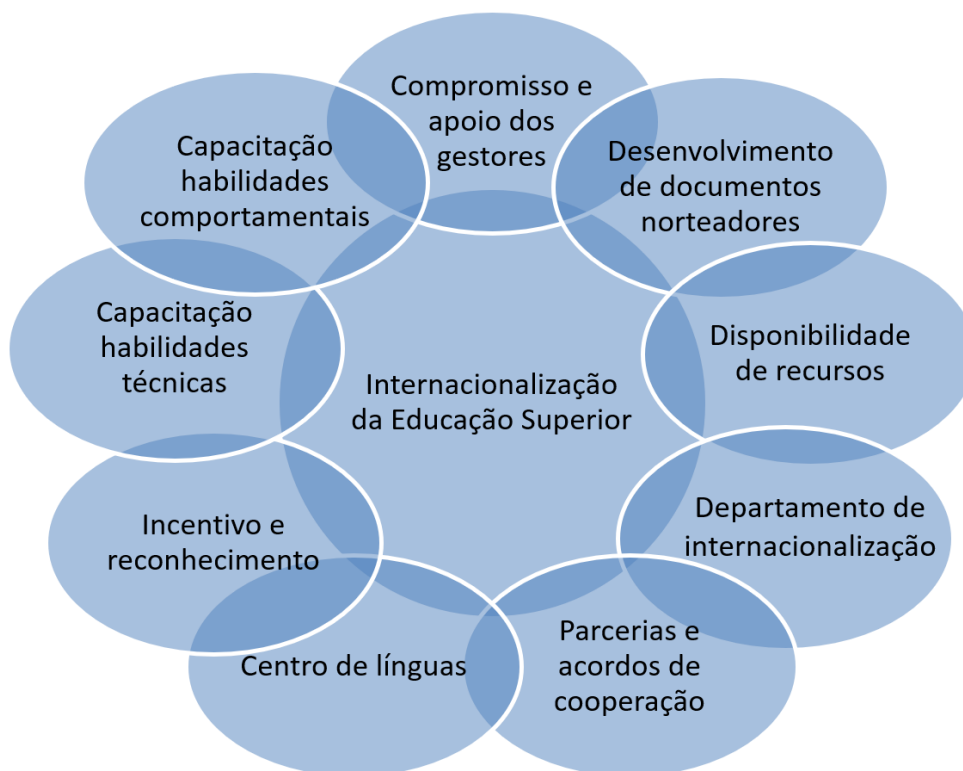 Compromisso e
apoio dos
gestores
Desenvolvimento
de documentos
norteadores
Disponibilidade
de recursos
Departamento de
internacionalização
Parcerias e
acordos de
cooperação
Centro de línguas
Incentivo e
reconhecimento
Capacitação
habilidades
técnicas
Capacitação
habilidades
comportamentais
Internacionalização
da Educação Superior